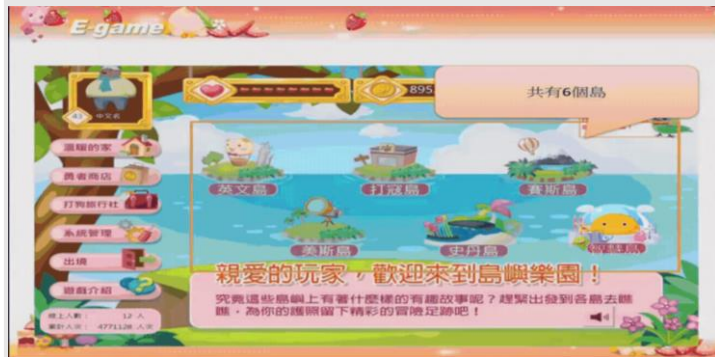 E-game
895
共有6個島
43 中文名
溫暖的家
勇者商店
打狗旅行社
系統管理
出境
遊戲介紹
線上人數： 12 人
累計人次： 4771128 人次
英文島
打寇島
賽斯島
美斯島
史丹島
親愛的玩家，歡迎來到島嶼樂園！
究竟這些島嶼上有著什麼樣的有趣故事呢？趕緊出發到各島去瞧
瞧，為你的護照留下精彩的冒險足跡吧！